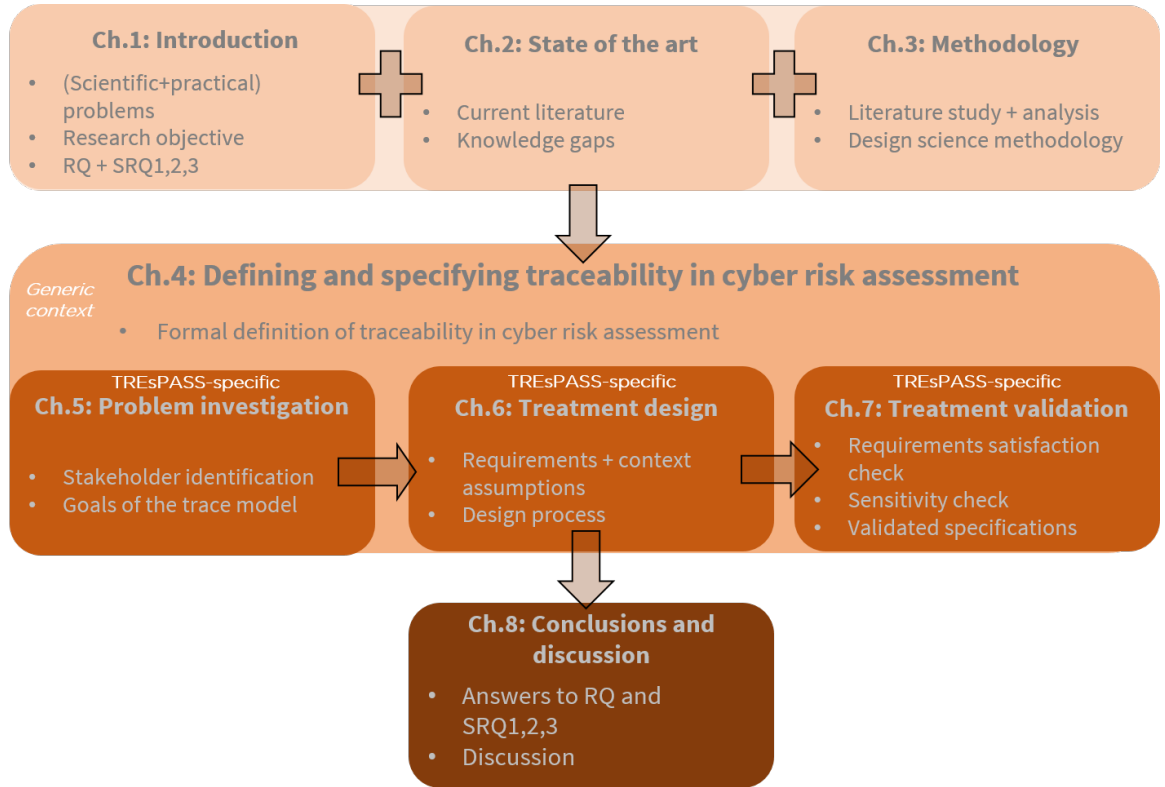 Ch.1: Introduction
• (Scientific+practical)
problems
• Research objective
• RQ + SRQ1,2,3
Ch.2: State of the art
• Current literature
• Knowledge gaps
Ch.3: Methodology
• Literature study + analysis
• Design science methodology
Generic
context
Ch.4: Defining and specifying traceability in cyber risk assessment
• Formal definition of traceability in cyber risk assessment
TREsPASS-specific
Ch.5: Problem investigation
• Stakeholder identification
• Goals of the trace model
TREsPASS-specific
Ch.6: Treatment design
• Requirements + context
assumptions
• Design process
TREsPASS-specific
Ch.7: Treatment validation
• Requirements satisfaction
check
• Sensitivity check
• Validated specifications
Ch.8: Conclusions and
discussion
• Answers to RQ and
SRQ1,2,3
• Discussion